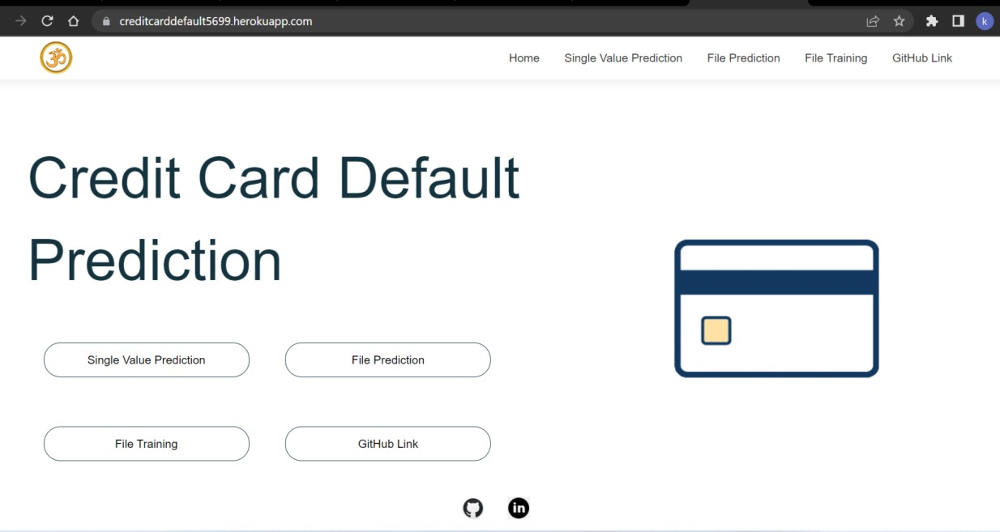 creditcarddefault5699.herokuapp.com
k
ॐ
Home Single Value Prediction File Prediction File Training GitHub Link
Credit Card Default
Prediction
Single Value Prediction File Prediction
File Training GitHub Link
in